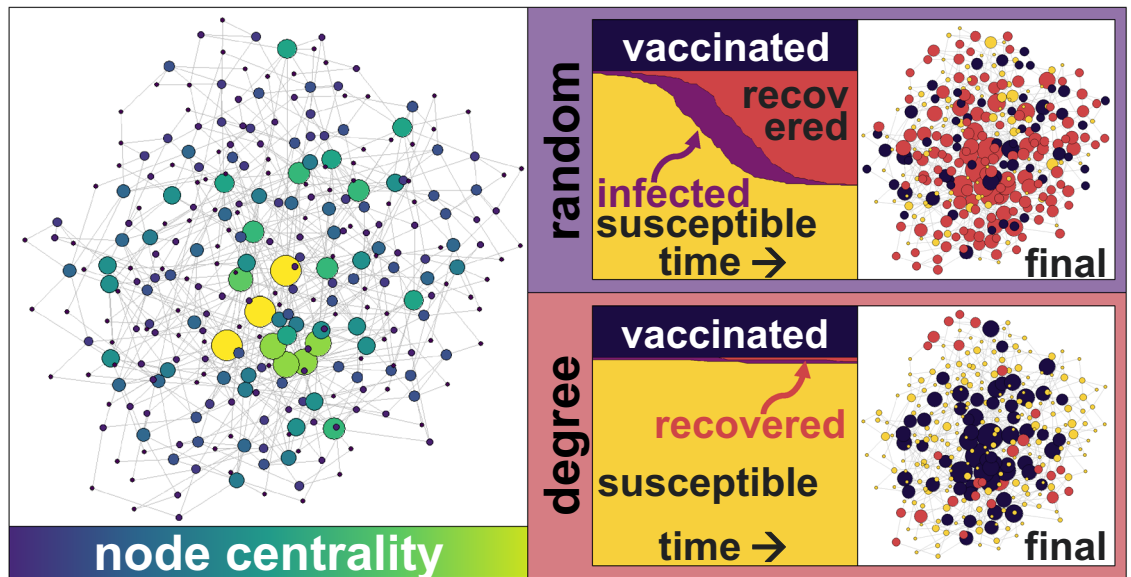 node centrality
random
vaccinated
recov
ered
infected
susceptible
time →
final
degree
vaccinated
recovered
susceptible
time →
final